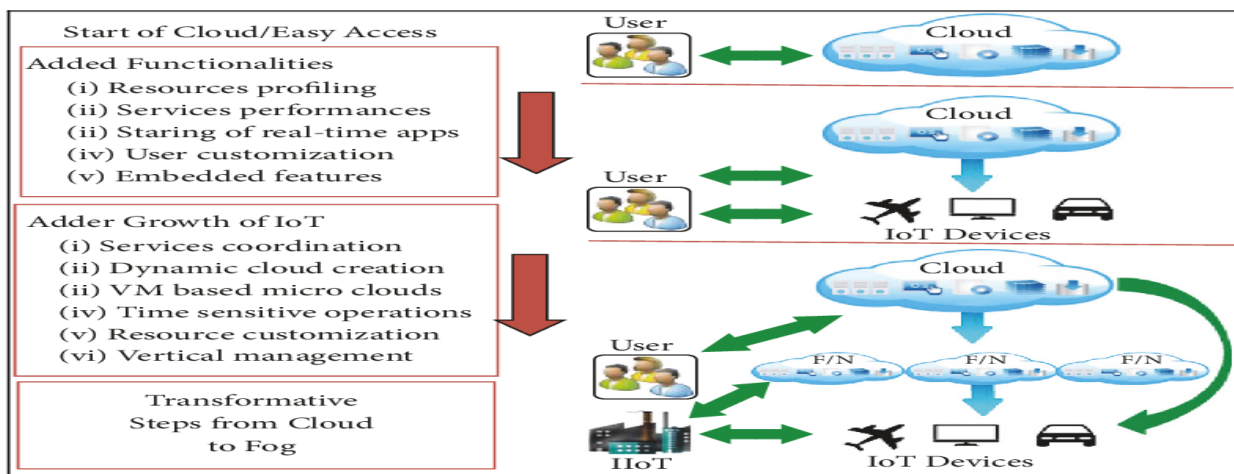 Start of Cloud/Easy Access
Added Functionalities
(i) Resources profiling
(ii) Services performances
(ii) Staring of real-time apps
(iv) User customization
(v) Embedded features
Adder Growth of IoT
(i) Services coordination
(ii) Dynamic cloud creation
(ii) VM based micro clouds
(iv) Time sensitive operations
(v) Resource customization
(vi) Vertical management
Transformative
Steps from Cloud
to Fog
User
Cloud
Cloud
User
IoT Devices
Cloud
User
F/N
F/N
F/N
IIoT
IoT Devices